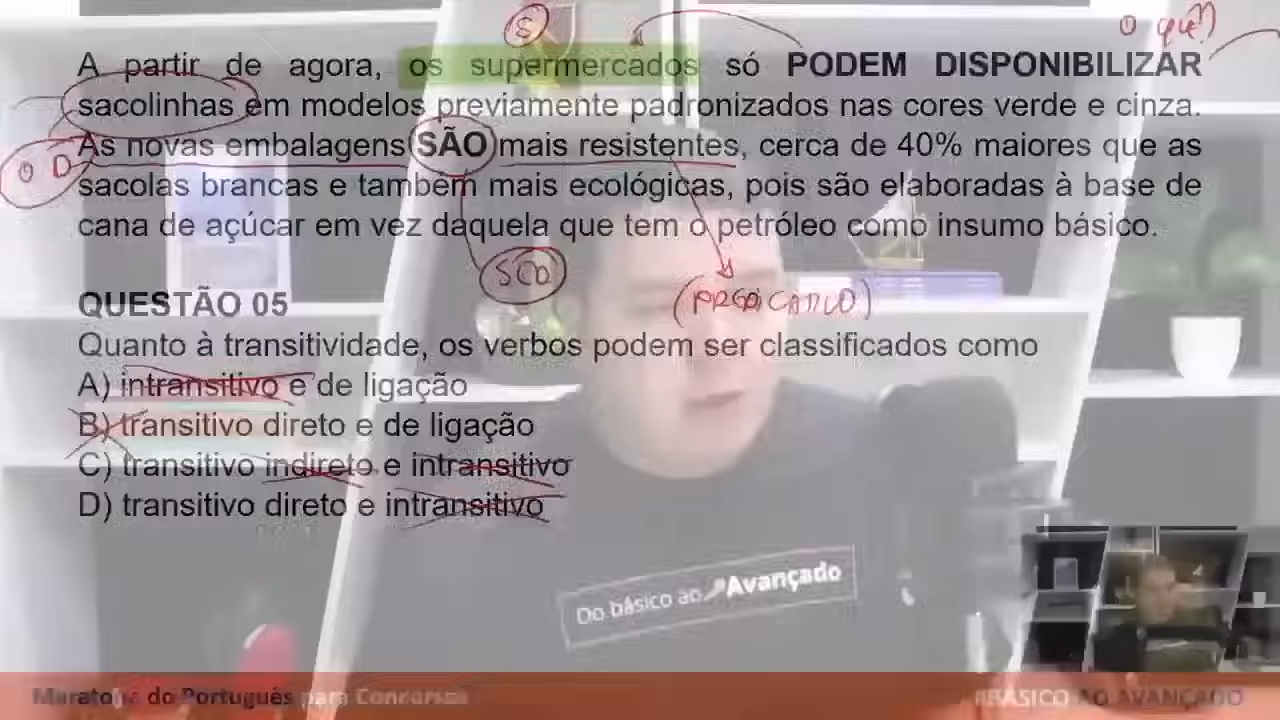 O quê?
S
A partir de agora, os supermercados só PODEM DISPONIBILIZAR
sacolinhas em modelos previamente padronizados nas cores verde e cinza.
O D
As novas embalagens SÃO mais resistentes, cerca de 40% maiores que as
sacolas brancas e também mais ecológicas, pois são elaboradas à base de
cana de açúcar em vez daquela que tem o petróleo como insumo básico.
QUESTÃO 05
Quanto à transitividade, os verbos podem ser classificados como
A) intransitivo e de ligação
B) transitivo direto e de ligação
C) transitivo indireto e intransitivo
D) transitivo direto e intransitivo
Do básico ao Avançado
Maratona do Português para Concursos
BÁSICO AO AVANÇADO